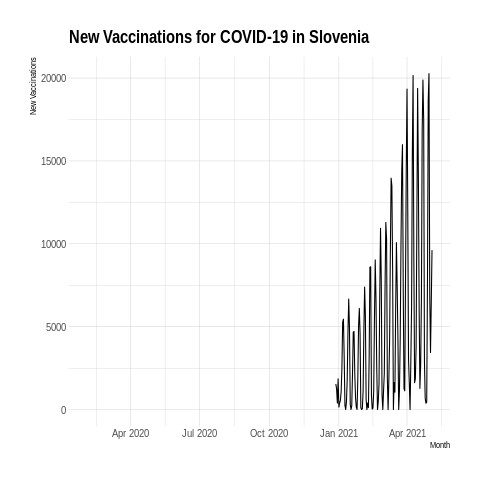 New Vaccinations for COVID-19 in Slovenia
New Vaccinations
20000
15000
10000
5000
0
Apr 2020 Jul 2020 Oct 2020 Jan 2021 Apr 2021
Month